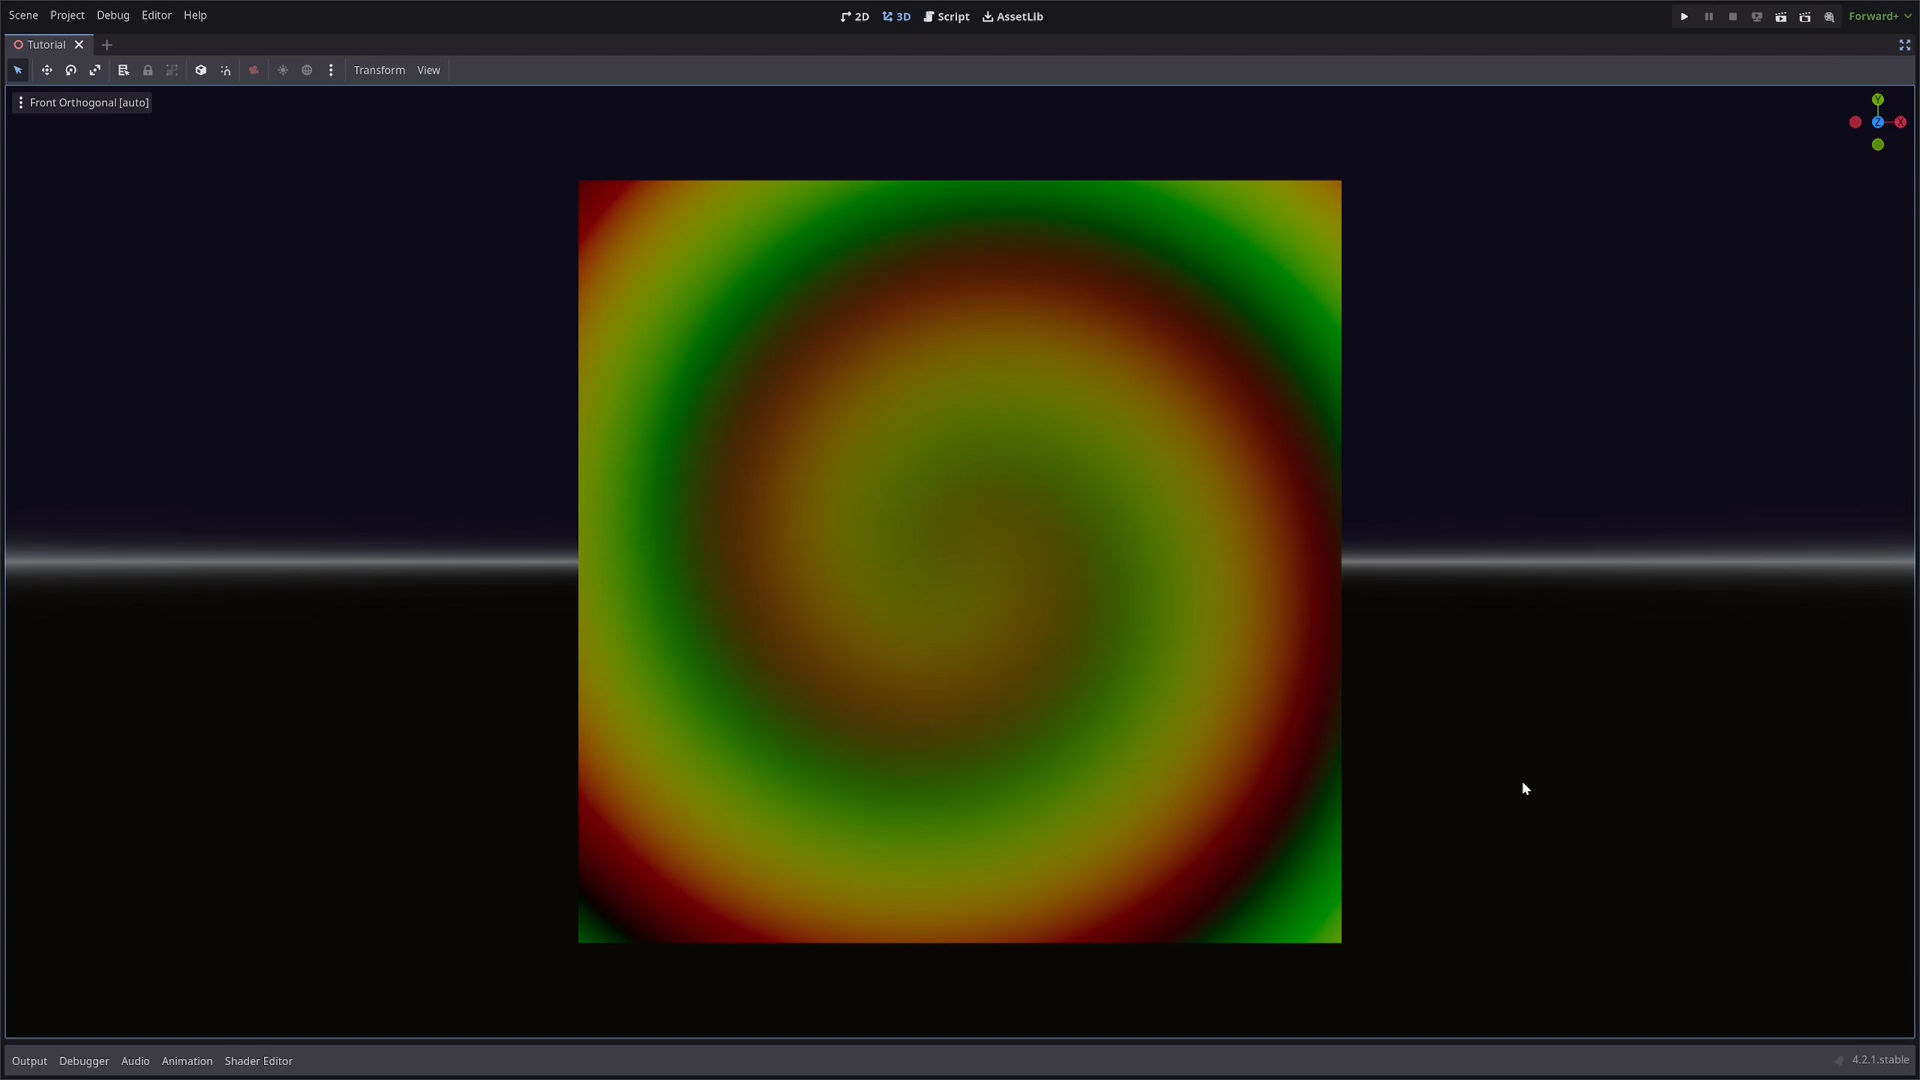 Scene Project Debug Editor Help 2D 3D Script AssetLib Forward+
Tutorial
Transform View
Front Orthogonal [auto]
Y
Z X
Output Debugger Audio Animation Shader Editor 4.2.1.stable